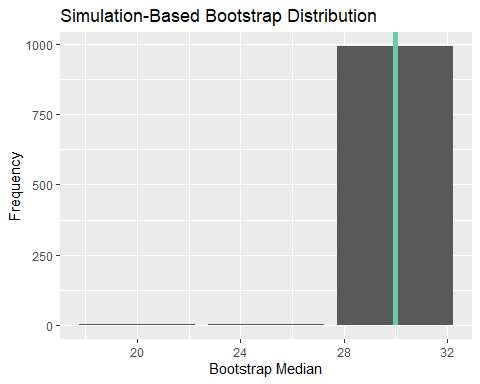 Simulation-Based Bootstrap Distribution
1000
750
500
250
0
20 24 28 32
Frequency
Bootstrap Median